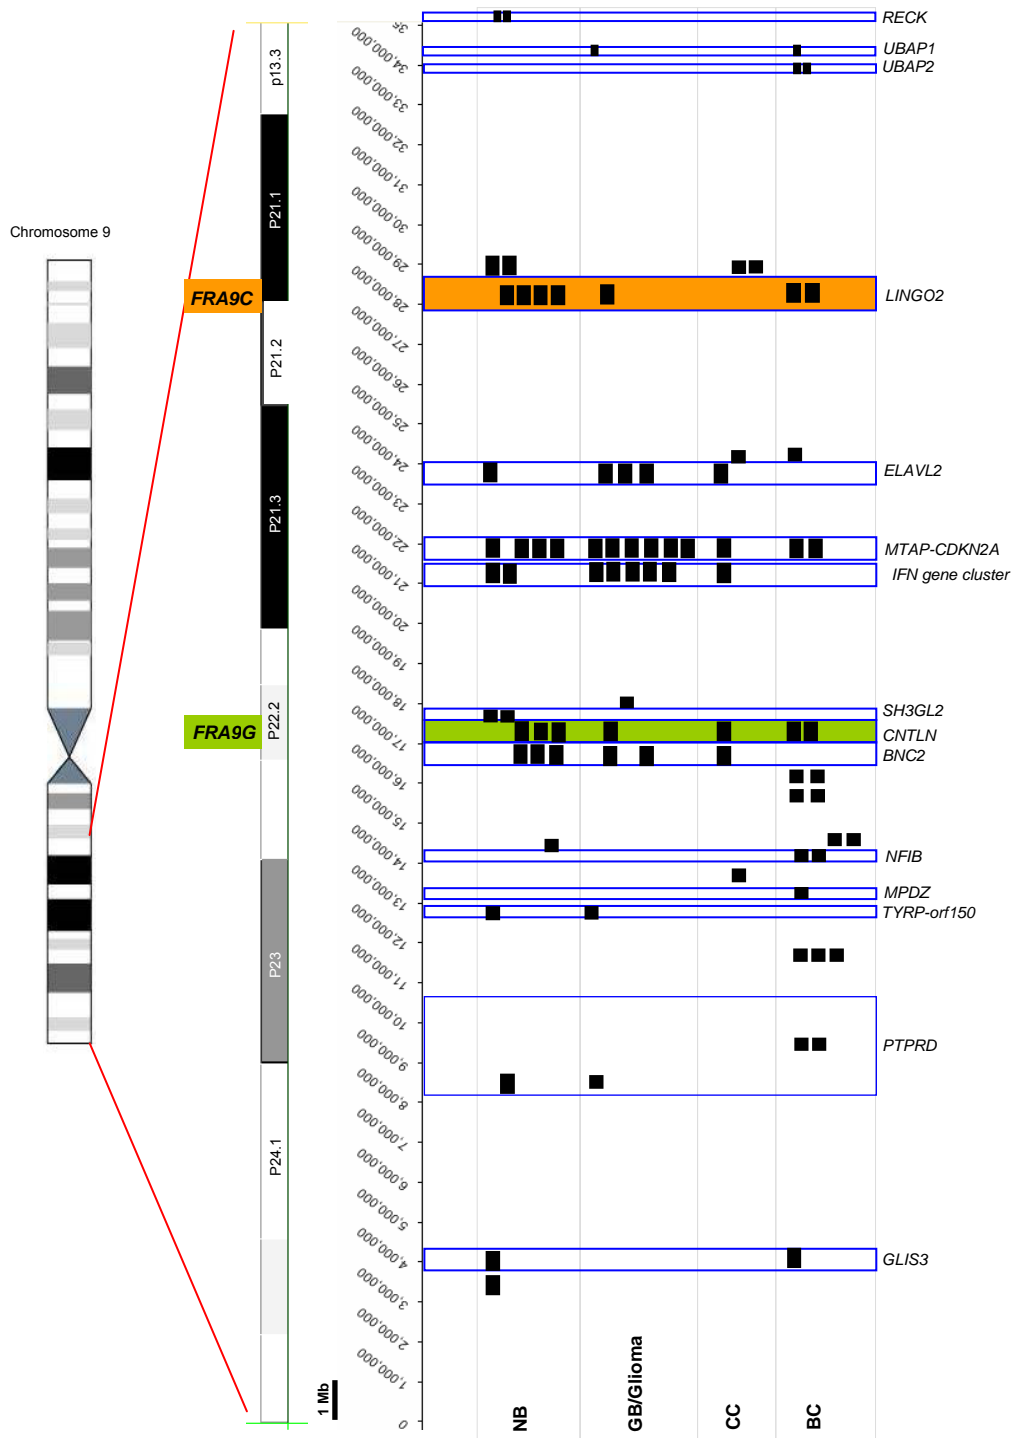 Chromosome 9
FRA9C
FRA9G
p13.3
P21.1
P21.2
P21.3
P22.2
P23
P24.1
1 Mb
35
34,000,000
33,000,000
32,000,000
31,000,000
30,000,000
29,000,000
28,000,000
27,000,000
26,000,000
25,000,000
24,000,000
23,000,000
22,000,000
21,000,000
20,000,000
19,000,000
18,000,000
17,000,000
16,000,000
15,000,000
14,000,000
13,000,000
12,000,000
11,000,000
10,000,000
9,000,000
8,000,000
7,000,000
6,000,000
5,000,000
4,000,000
3,000,000
2,000,000
1,000,000
0
NB
GB/Glioma
CC
BC
RECK
UBAP1
UBAP2
LINGO2
ELAVL2
MTAP-CDKN2A
IFN gene cluster
SH3GL2
CNTLN
BNC2
NFIB
MPDZ
TYRP-orf150
PTPRD
GLIS3